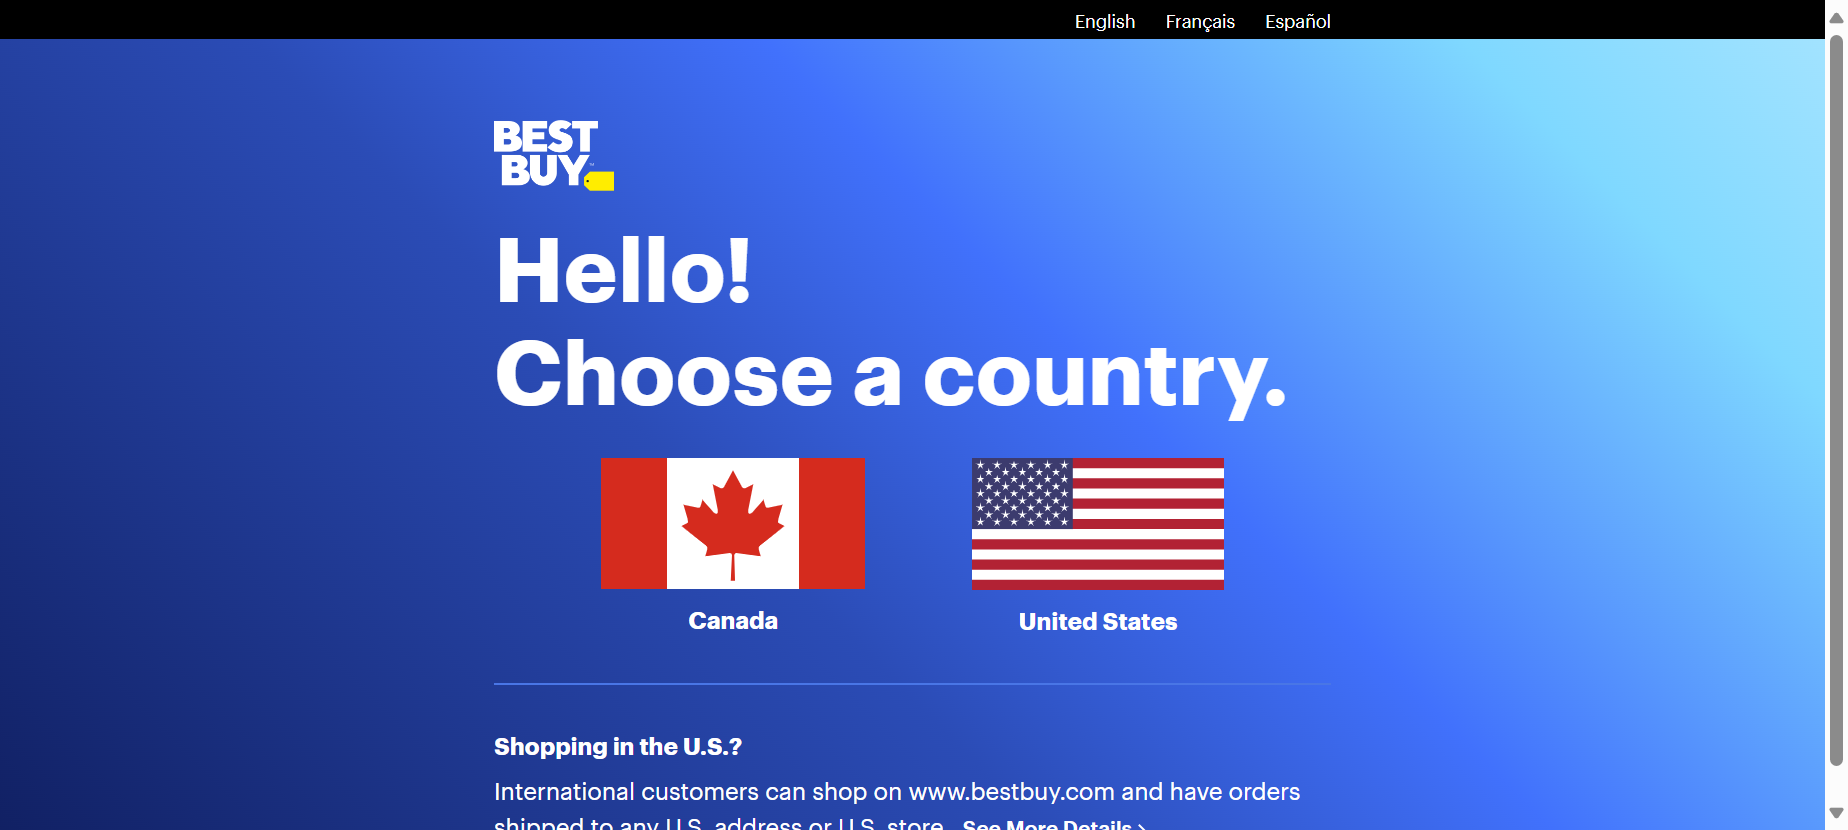 English Français Español
BEST
BUY
Hello!
Choose a country.
Canada
United States
Shopping in the U.S.?
International customers can shop on www.bestbuy.com and have orders
shipped to any U.S. address or U.S. store. See More Details ›